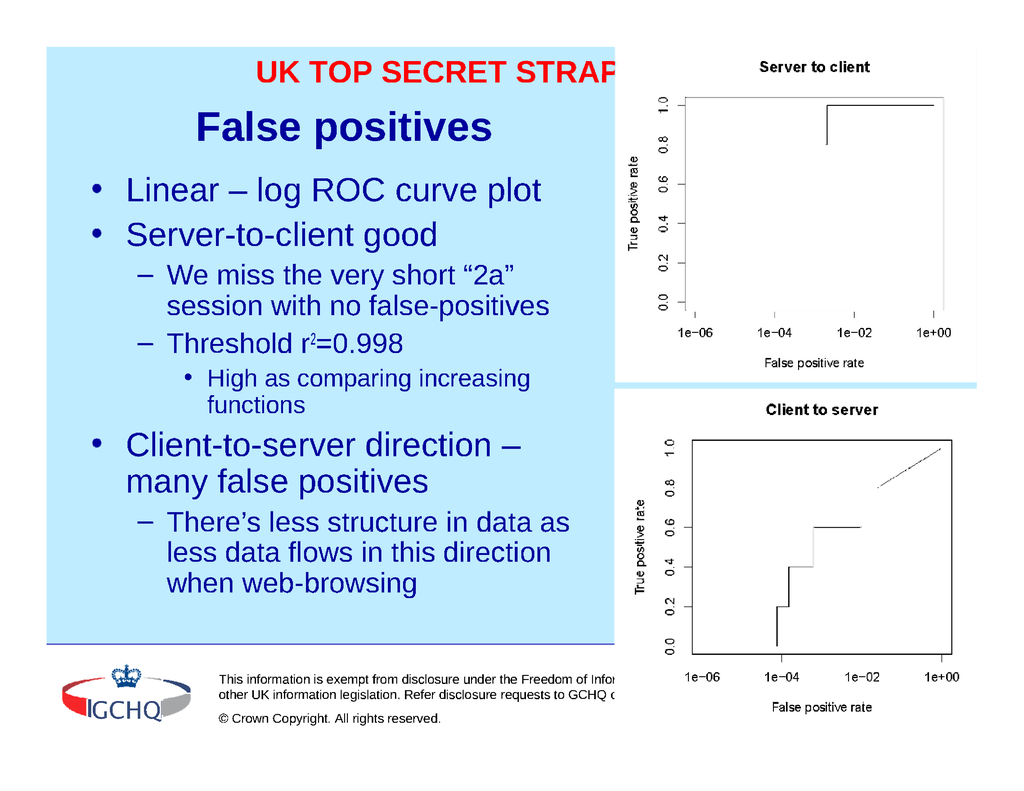 UK TOP SECRET STRAP
False positives
• Linear – log ROC curve plot
• Server-to-client good
– We miss the very short “2a”
session with no false-positives
– Threshold r²=0.998
• High as comparing increasing
functions
• Client-to-server direction –
many false positives
– There’s less structure in data as
less data flows in this direction
when web-browsing
Server to client
True positive rate
1.0
0.8
0.6
0.4
0.2
0.0
1e−06 1e−04 1e−02 1e+00
False positive rate
Client to server
True positive rate
1.0
0.8
0.6
0.4
0.2
0.0
1e−06 1e−04 1e−02 1e+00
False positive rate
GCHQ
This information is exempt from disclosure under the Freedom of
other UK information legislation. Refer disclosure requests to GCHQ
© Crown Copyright. All rights reserved.